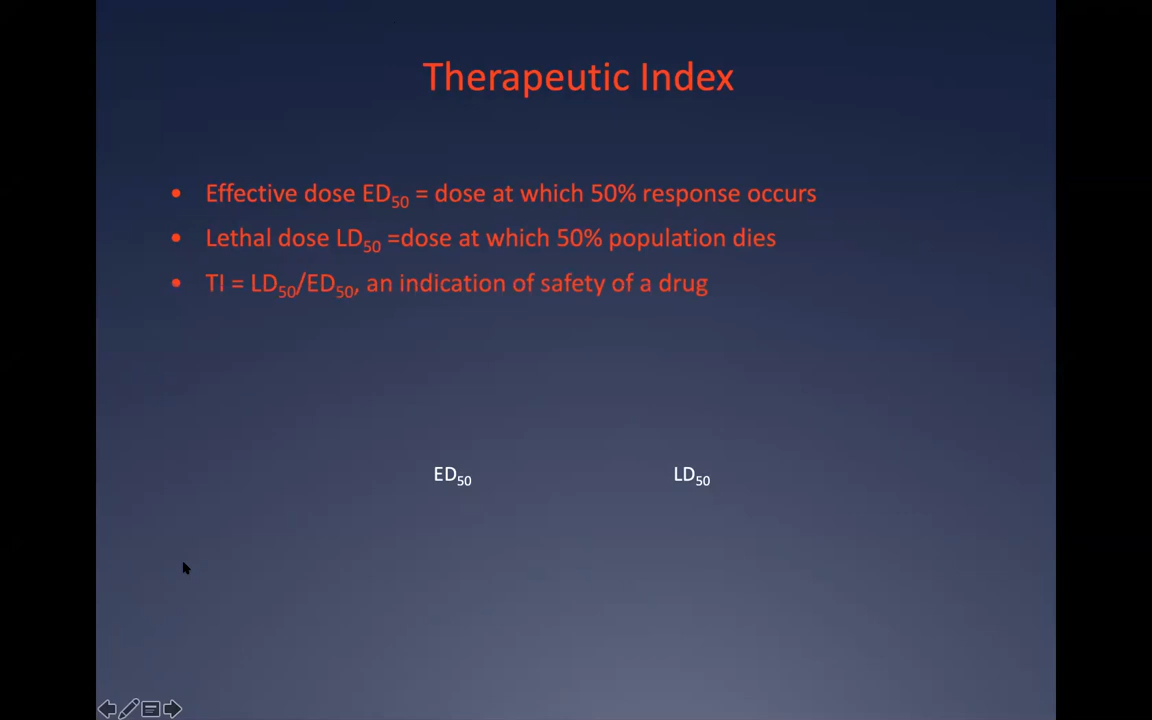 Therapeutic Index
• Effective dose ED₅₀ = dose at which 50% response occurs
• Lethal dose LD₅₀ =dose at which 50% population dies
• TI = LD₅₀/ED₅₀, an indication of safety of a drug
ED₅₀ LD₅₀